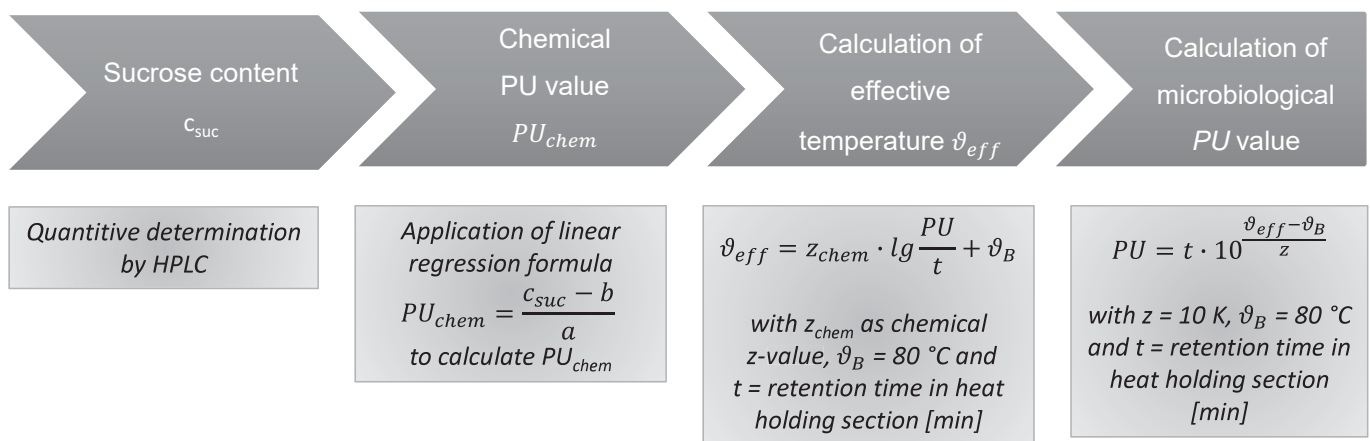 Sucrose content
c_suc
Chemical
PU value
PU_chem
Calculation of
effective
temperature ϑ_eff
Calculation of
microbiological
PU value
Quantitive determination
by HPLC
Application of linear
regression formula
PU_chem = (c_suc − b) / a
to calculate PU_chem
ϑ_eff = z_chem · lg (PU / t) + ϑ_B
with z_chem as chemical
z-value, ϑ_B = 80 °C and
t = retention time in heat
holding section [min]
PU = t · 10^((ϑ_eff−ϑ_B) / z)
with z = 10 K, ϑ_B = 80 °C
and t = retention time in
heat holding section
[min]